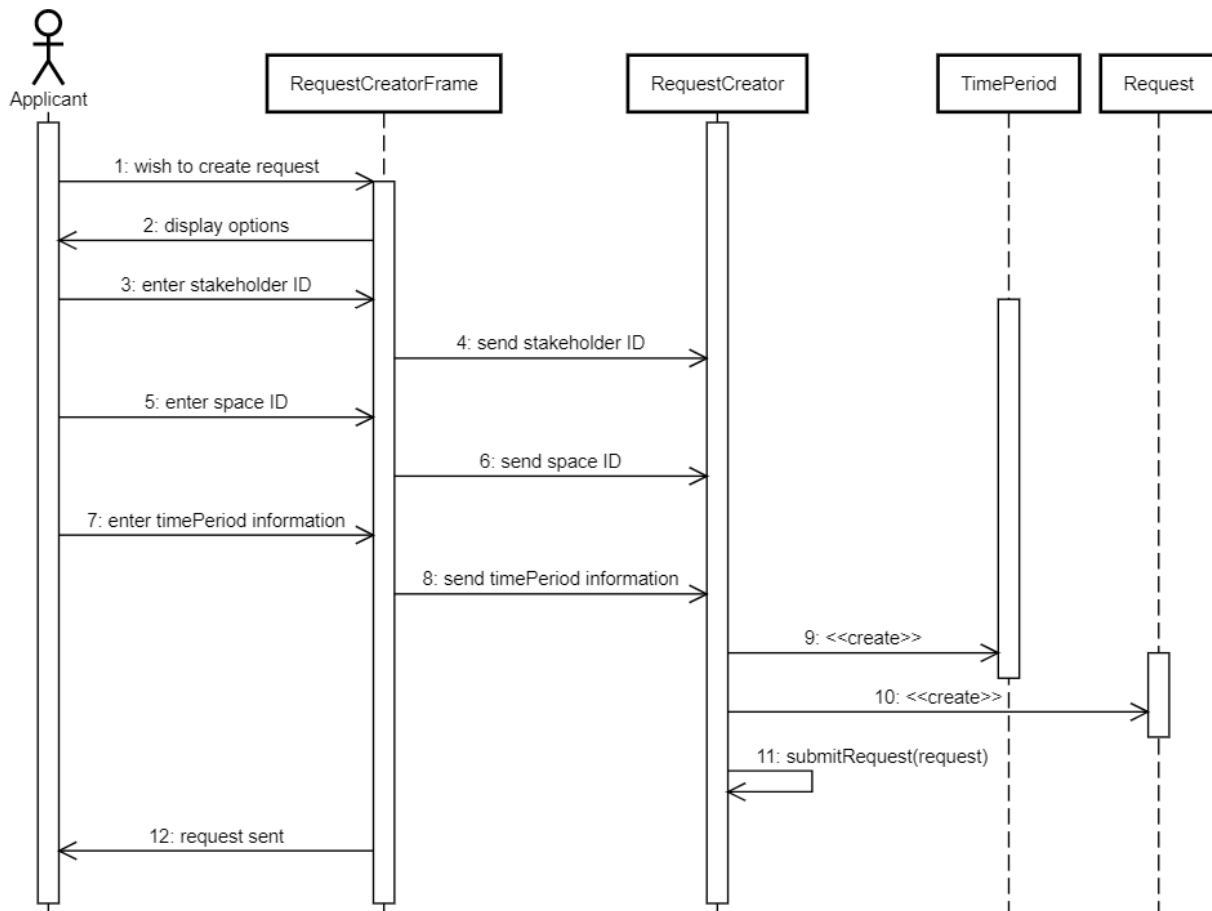 Applicant
RequestCreatorFrame
RequestCreator
TimePeriod
Request
1: wish to create request
2: display options
3: enter stakeholder ID
4: send stakeholder ID
5: enter space ID
6: send space ID
7: enter timePeriod information
8: send timePeriod information
9: <<create>>
10: <<create>>
11: submitRequest(request)
12: request sent